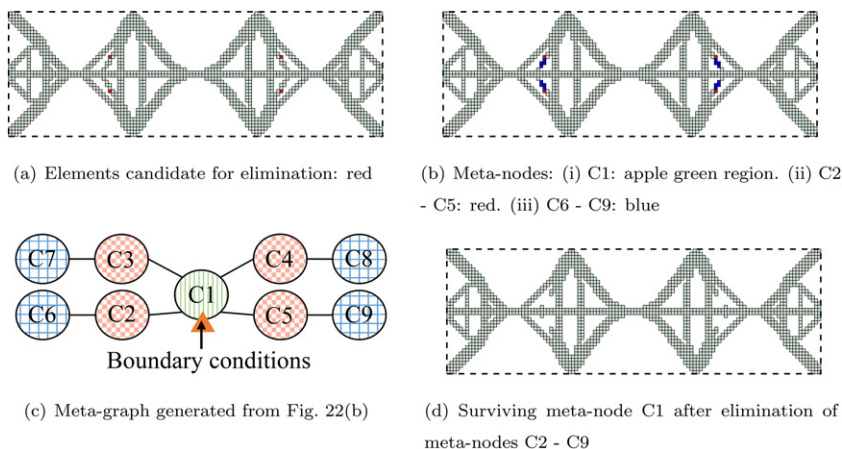 (a) Elements candidate for elimination: red
(b) Meta-nodes: (i) C1: apple green region. (ii) C2
- C5: red. (iii) C6 - C9: blue
C7 C3 C4 C8
C1
C6 C2 C5 C9
Boundary conditions
(c) Meta-graph generated from Fig. 22(b)
(d) Surviving meta-node C1 after elimination of
meta-nodes C2 - C9